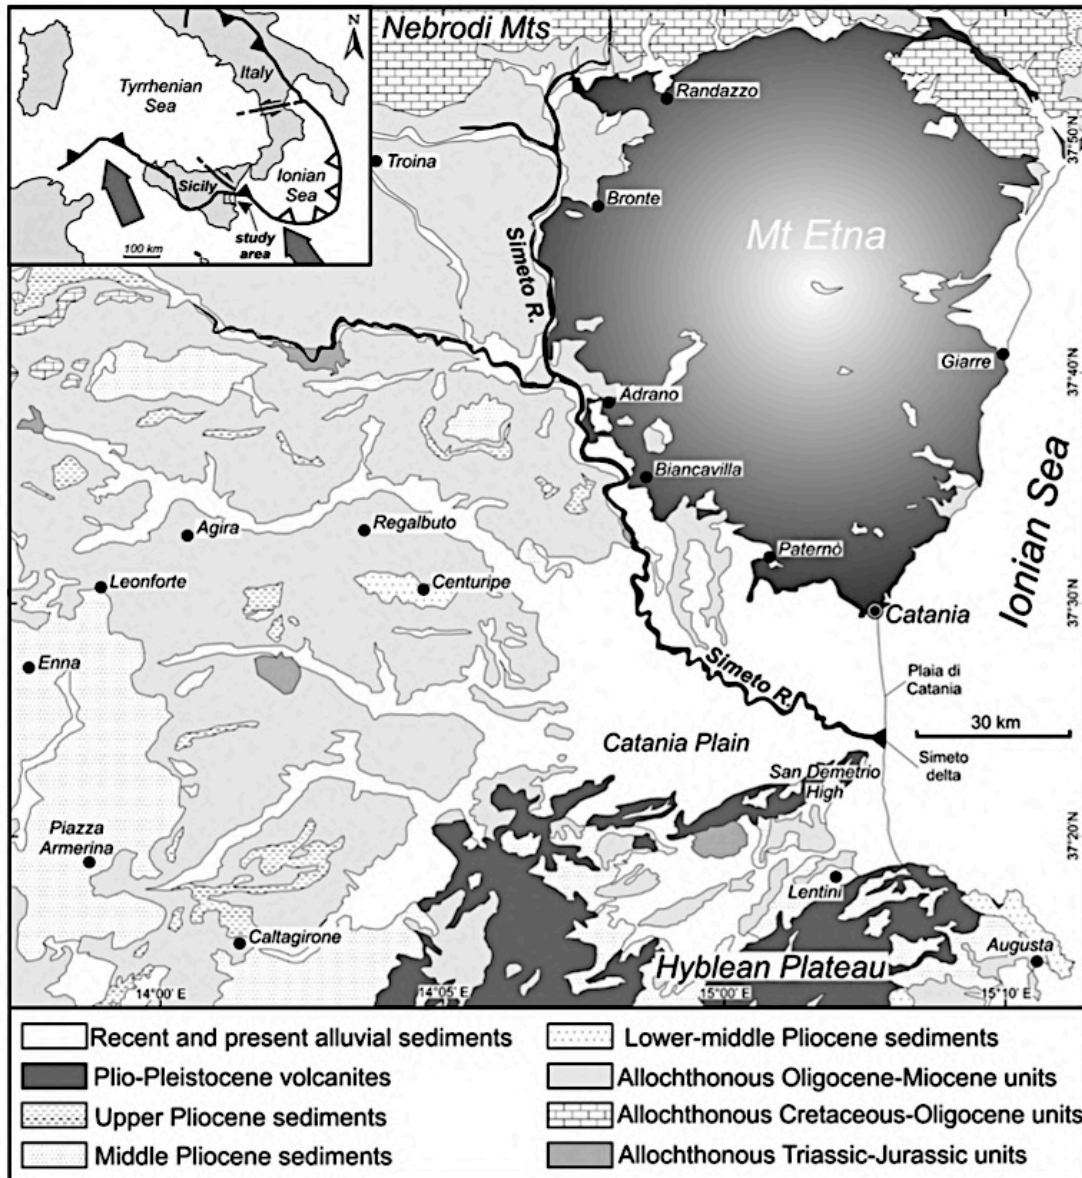 Nebrodi Mts
N
Italy
Tyrrhenian
Sea
Ionian
Sea
Sicily
study
area
100 km
Randazzo
37°50'N
Troina
Bronte
Mt Etna
Simeto R.
Giarre
37°40'N
Adrano
Biancavilla
Ionian Sea
Agira
Regalbuto
Paternò
Leonforte
Centuripe
Catania
37°30'N
Enna
Simeto R.
Plaia di
Catania
30 km
Catania Plain
Simeto
delta
San Demetrio
High
Piazza
Armerina
37°20'N
Lentini
Caltagirone
Augusta
Hyblean Plateau
14°00' E
14°05' E
15°00' E
15°10' E
Recent and present alluvial sediments
Plio-Pleistocene volcanites
Upper Pliocene sediments
Middle Pliocene sediments
Lower-middle Pliocene sediments
Allochthonous Oligocene-Miocene units
Allochthonous Cretaceous-Oligocene units
Allochthonous Triassic-Jurassic units